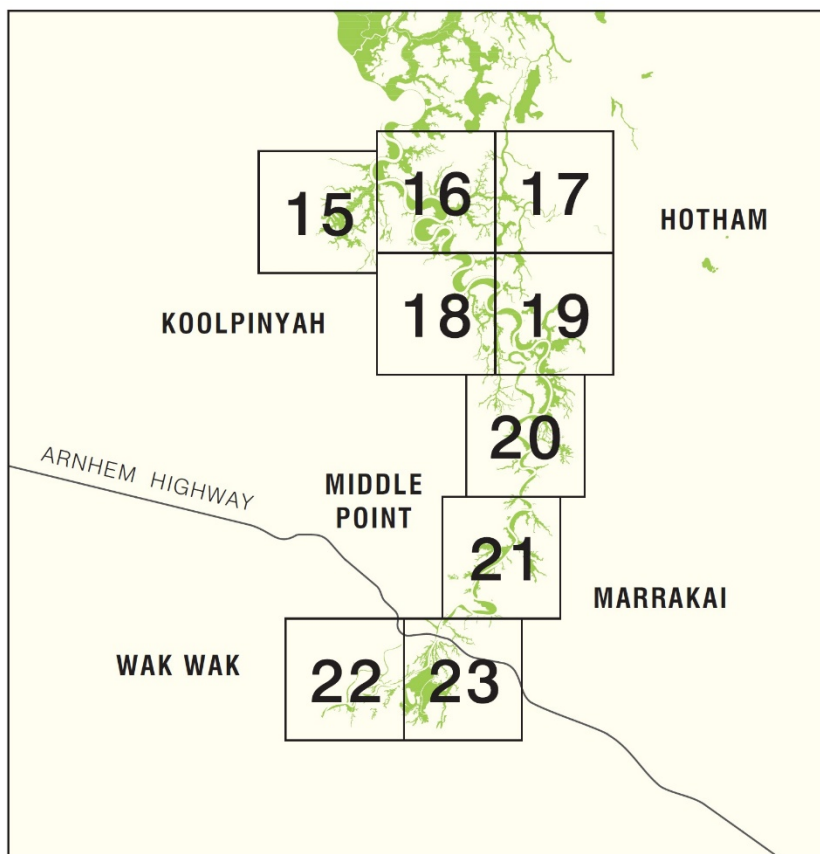 15
16
17
HOTHAM
KOOLPINYAH
18
19
ARNHEM HIGHWAY
MIDDLE
POINT
20
21
MARRAKAI
WAK WAK
22
23